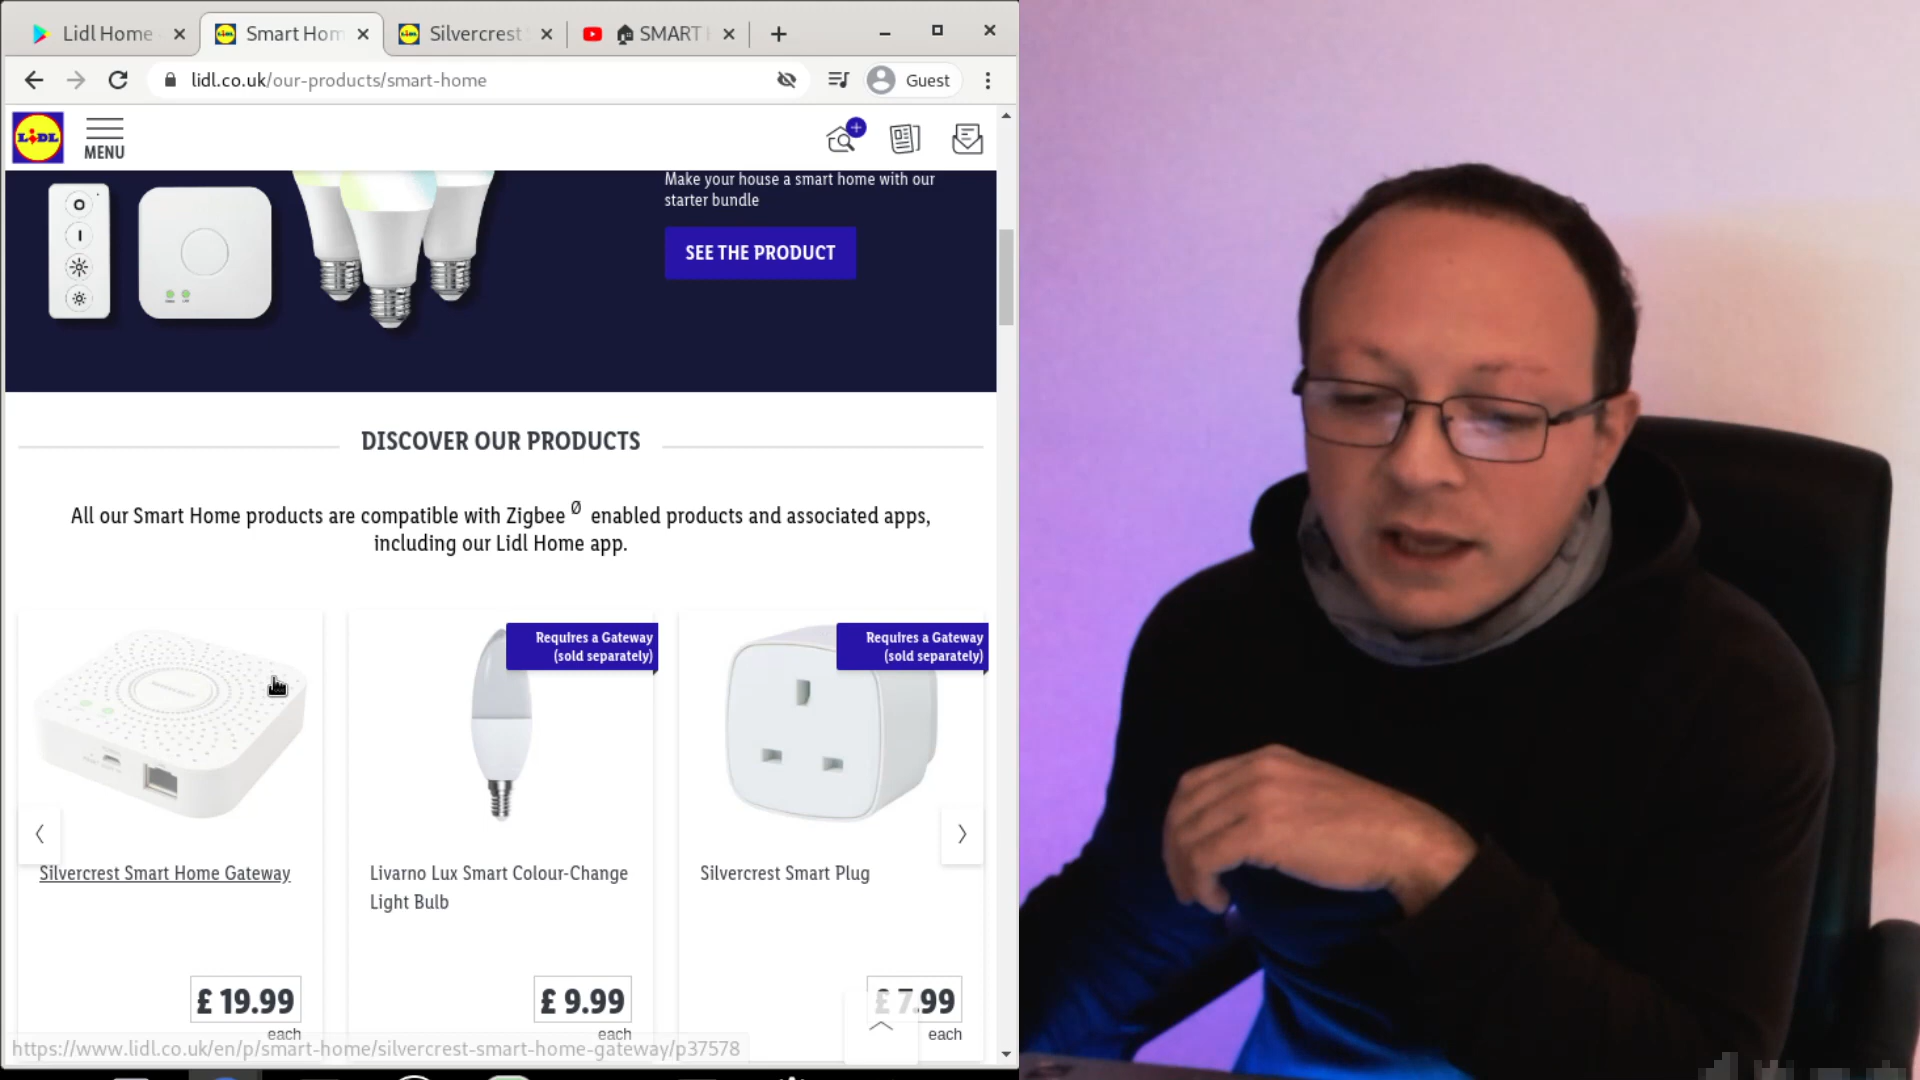 Lidl Home
Smart Hom
Silvercrest
SMART
lidl.co.uk/our-products/smart-home
Guest
LiDL
MENU
Make your house a smart home with our
starter bundle
SEE THE PRODUCT
DISCOVER OUR PRODUCTS
All our Smart Home products are compatible with Zigbee Ø enabled products and associated apps,
including our Lidl Home app.
Requires a Gateway
(sold separately)
Requires a Gateway
(sold separately)
Silvercrest Smart Home Gateway
Livarno Lux Smart Colour-Change
Light Bulb
Silvercrest Smart Plug
£ 19.99
each
£ 9.99
each
£ 7.99
each
https://www.lidl.co.uk/en/p/smart-home/silvercrest-smart-home-gateway/p37578